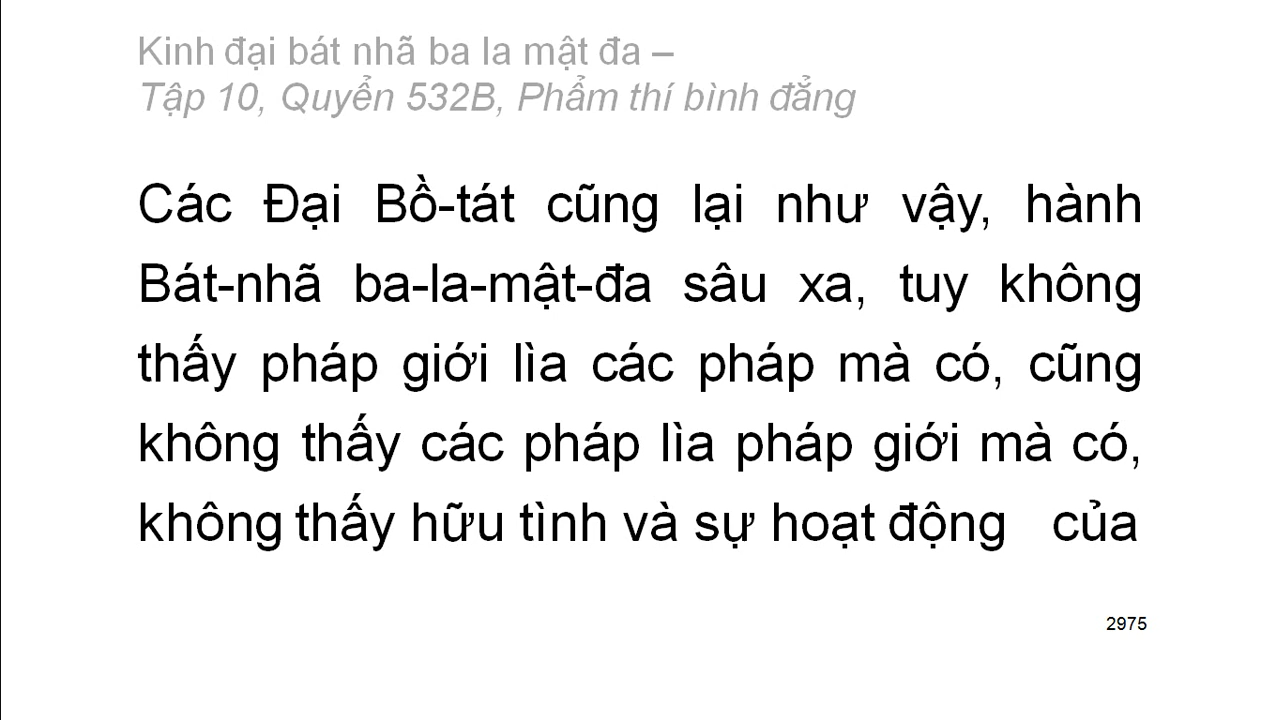 Kinh đại bát nhã ba la mật đa –
Tập 10, Quyển 532B, Phẩm thí bình đẳng
Các Đại Bồ-tát cũng lại như vậy, hành
Bát-nhã ba-la-mật-đa sâu xa, tuy không
thấy pháp giới lìa các pháp mà có, cũng
không thấy các pháp lìa pháp giới mà có,
không thấy hữu tình và sự hoạt động của
2975